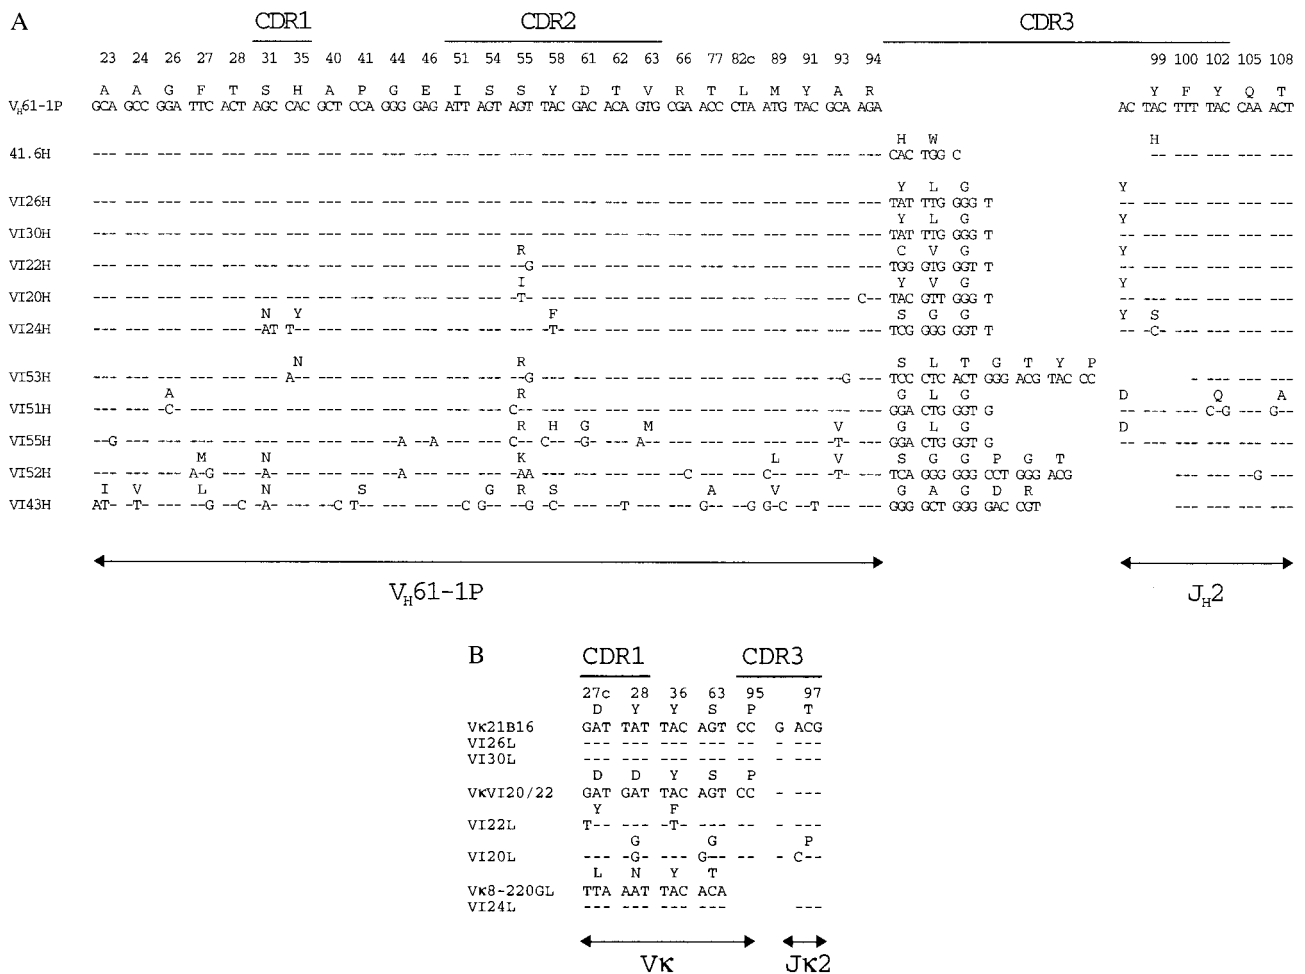 A CDR1 CDR2 CDR3
23 24 26 27 28 31 35 40 41 44 46 51 54 55 58 61 62 63 66 77 82c 89 91 93 94 99 100 102 105 108
A A G F T S H A P G E I S S Y D T V R T L M Y A R Y F Y Q T
VH61-1P GCA GCC GGA TTC ACT AGC CAC GCT CCA GGG GAG ATT AGT AGT TAC GAC ACA GTG CGA ACC CTA ATG TAC GCA AGA AC TAC TTT TAC CAA ACT
H W H
41.6H --- --- --- --- --- --- --- --- --- --- --- --- --- --- --- --- --- --- --- --- --- --- --- --- --- CAC TGG C -- --- --- --- ---
Y L G Y
VI26H --- --- --- --- --- --- --- --- --- --- --- --- --- --- --- --- --- --- --- --- --- --- --- --- --- TAT TTG GGG T -- --- --- --- --- ---
Y L G Y
VI30H --- --- --- --- --- --- --- --- --- --- --- --- --- --- --- --- --- --- --- --- --- --- --- --- --- TAT TTG GGG T -- --- --- --- --- ---
R C V G Y
VI22H --- --- --- --- --- --- --- --- --- --- --- --- --- --G --- --- --- --- --- --- --- --- --- --- --- TGG GTG GGT T -- --- --- --- --- ---
I Y V G Y
VI20H --- --- --- --- --- --- --- --- --- --- --- --- --- -T- --- --- --- --- --- --- --- --- --- --- C-- TAC GTT GGG T -- --- --- --- --- ---
N Y F S G G Y S
VI24H --- --- --- --- --- -AT T-- --- --- --- --- --- --- --- -T- --- --- --- --- --- --- --- --- --- --- TCG GGG GGT T -- -C- --- --- --- ---
N R S L T G T Y P
VI53H --- --- --- --- --- --- A-- --- --- --- --- --- --- --G --- --- --- --- --- --- --- --- --- --G --- TCC CTC ACT GGG ACG TAC CC - --- --- ---
A R G L G D Q A
VI51H --- --- -C- --- --- --- --- --- --- --- --- --- --- C-- --- --- --- --- --- --- --- --- --- --- --- GGA CTG GGT G -- --- --- C-G --- G--
R H G M V G L G D
VI55H --G --- --- --- --- --- --- --- --- --A --A --- --- C-- C-- -G- --- A-- --- --- --- --- --- -T- --- GGA CTG GGT G -- --- --- --- --- ---
M N K L V S G G P G T
VI52H --- --- --- A-G --- -A- --- --- --- --A --- --- --- -AA --- --- --- --- --C --- --- C-- --- -T- --- TCA GGG GGG CCT GGG ACG --- --- --G ---
I V L N S G R S A V G A G D R
VI43H AT- -T- --- --G --C -A- --- --C T-- --- --- --C G-- --G -C- --- --T --- --- G-- --G G-C --T --- --- GGG GCT GGG GAC CGT --- --- --- ---
VH61-1P JH2
B CDR1 CDR3
27c 28 36 63 95 97
D Y Y S P T
Vκ21B16 GAT TAT TAC AGT CC G ACG
VI26L --- --- --- --- -- - ---
VI30L --- --- --- --- -- - ---
D D Y S P
VκVI20/22 GAT GAT TAC AGT CC - ---
Y F
VI22L T-- --- -T- --- -- - ---
G G P
VI20L --- -G- --- G-- -- - C--
L N Y T
Vκ8-220GL TTA AAT TAC ACA
VI24L --- --- --- --- ---
Vκ Jκ2